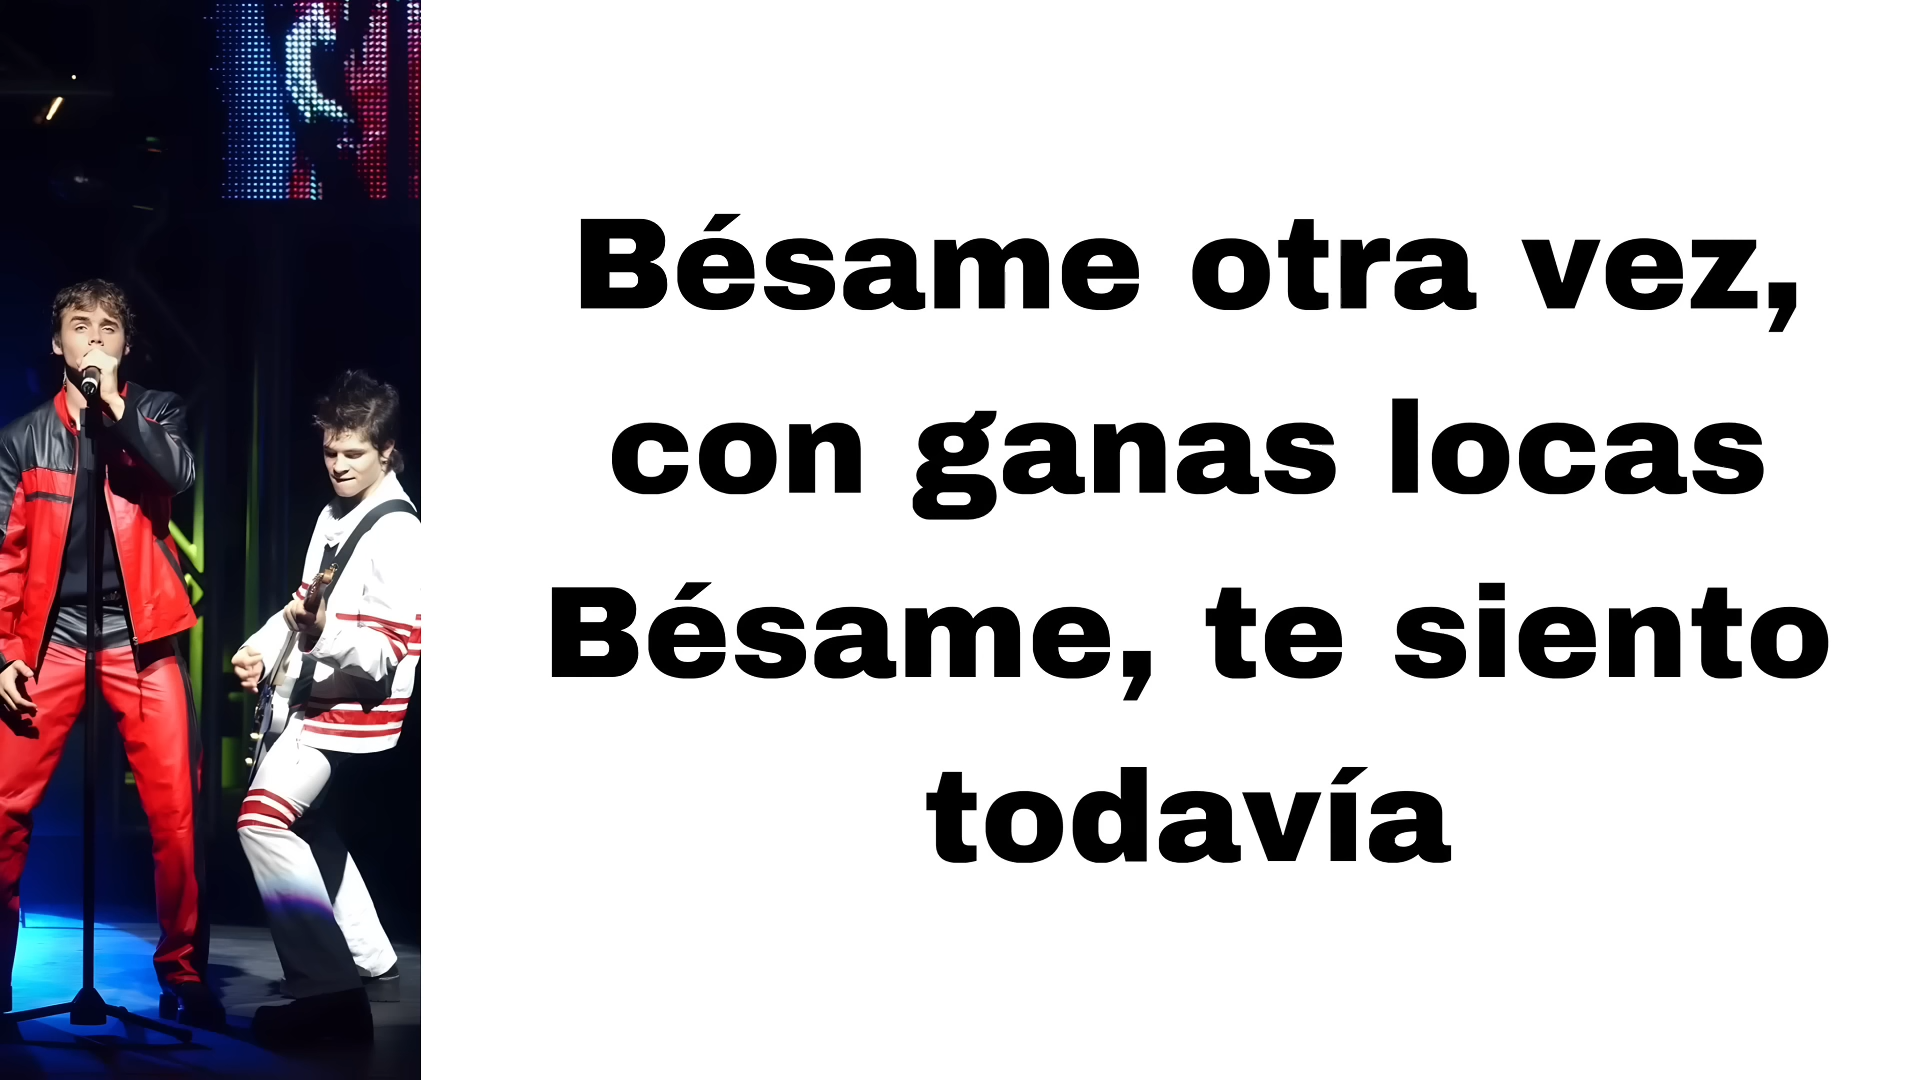 Bésame otra vez,
con ganas locas
Bésame, te siento
todavía